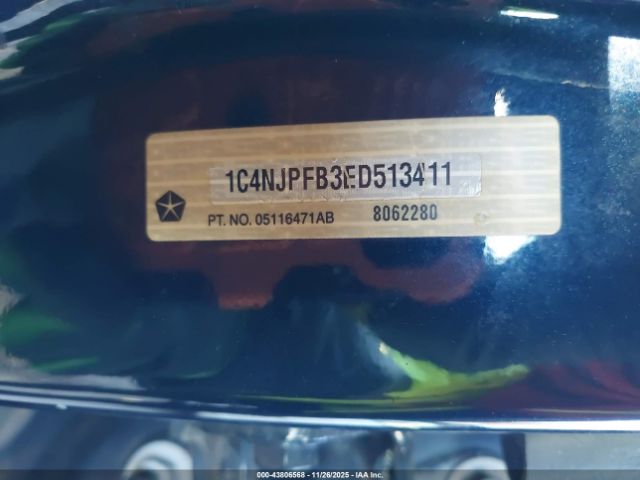 1C4NJPFB3ED513411
PT. NO. 05116471AB 8062280
000-43806568 - 11/26/2025 - IAA Inc.